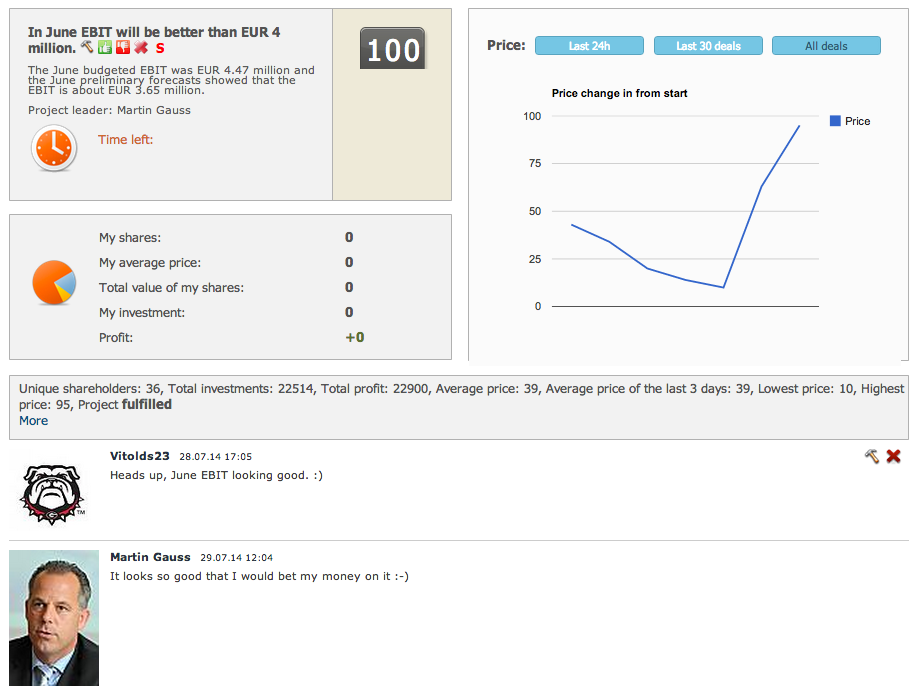 In June EBIT will be better than EUR 4
million. S
The June budgeted EBIT was EUR 4.47 million and
the June preliminary forecasts showed that the
EBIT is about EUR 3.65 million.
Project leader: Martin Gauss
Time left:
100
My shares: 0
My average price: 0
Total value of my shares: 0
My investment: 0
Profit: +0
Price: Last 24h Last 30 deals All deals
Price change in from start
100
75
50
25
0
Price
Unique shareholders: 36, Total investments: 22514, Total profit: 22900, Average price: 39, Average price of the last 3 days: 39, Lowest price: 10, Highest
price: 95, Project fulfilled
More
Vitolds23 28.07.14 17:05
Heads up, June EBIT looking good. :)
G
TM
Martin Gauss 29.07.14 12:04
It looks so good that I would bet my money on it :-)